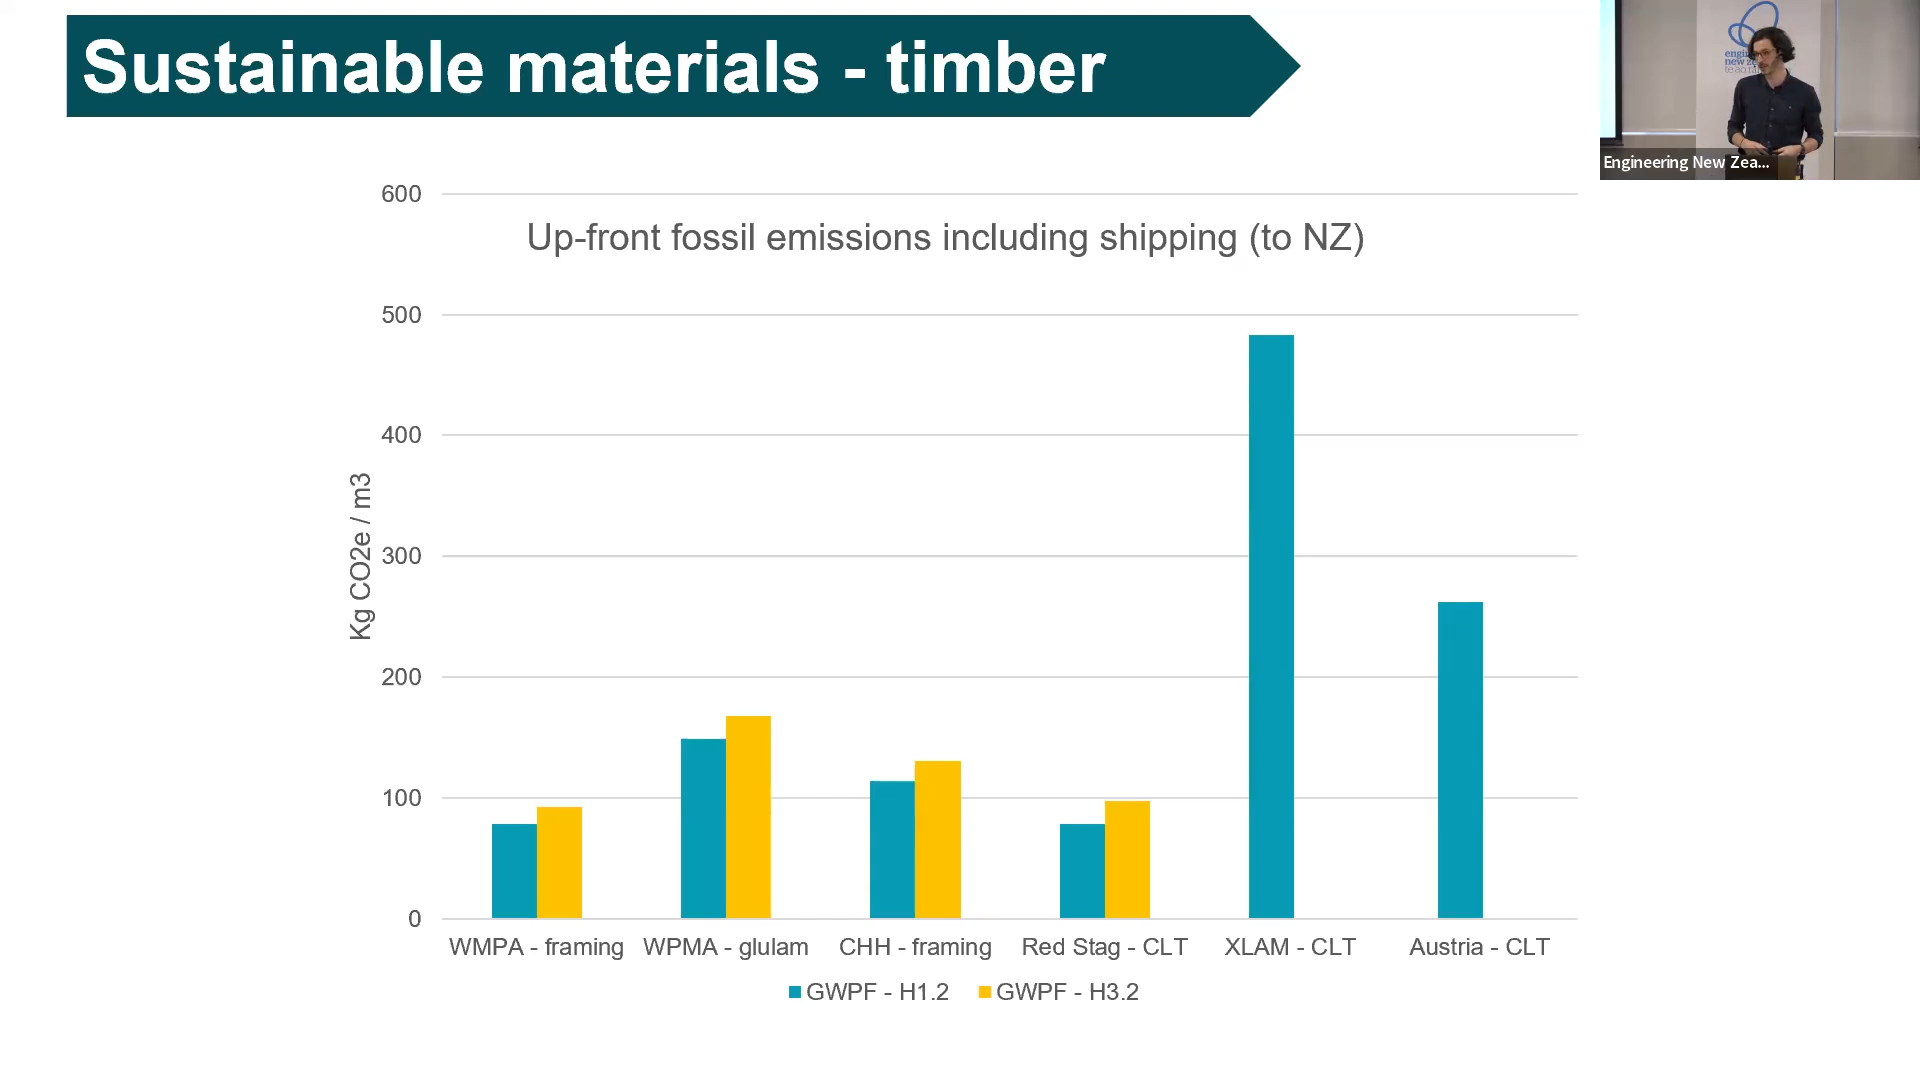 Sustainable materials - timber
Engineering New Zea...
Up-front fossil emissions including shipping (to NZ)
600
500
400
300
200
100
0
Kg CO2e / m3
WMPA - framing
WPMA - glulam
CHH - framing
Red Stag - CLT
XLAM - CLT
Austria - CLT
GWPF - H1.2
GWPF - H3.2